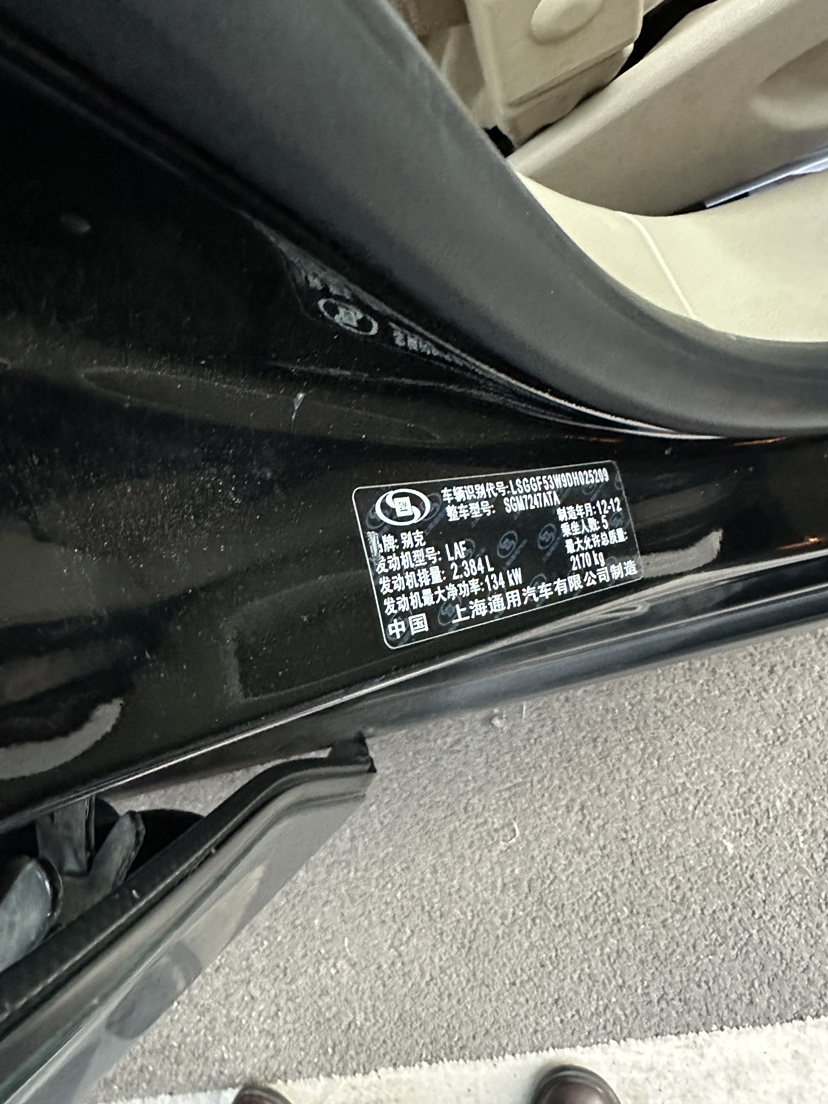 车辆识别代号:LSGGF53W9DH025209
整车型号: SGM7247ATA
品牌: 别克
制造年月:12-12
发动机型号: LAF
乘坐人数: 5
发动机排量: 2.384 L
最大允许总质量:
2170 kg
发动机最大净功率:134 kW
中国 上海通用汽车有限公司制造